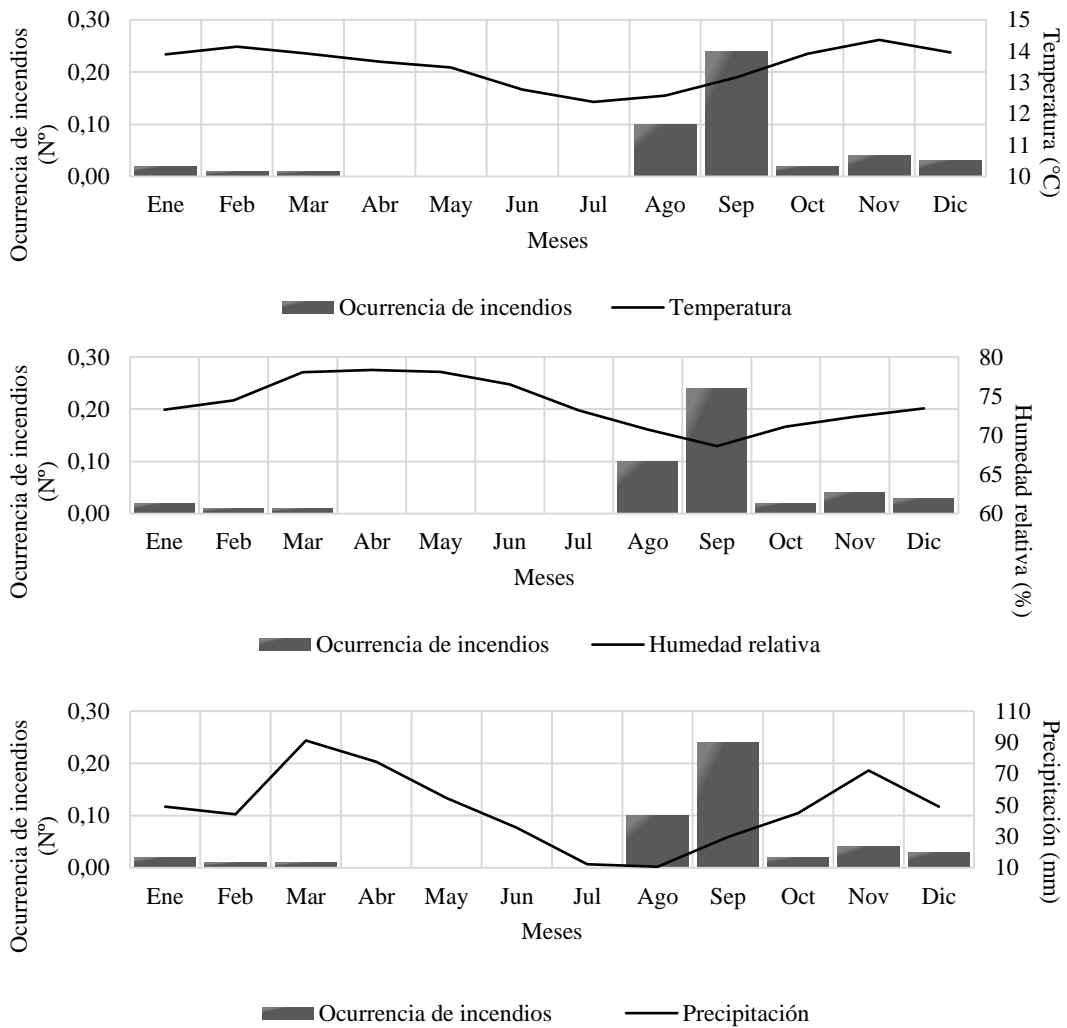 Ocurrencia de incendios
(Nº)
0,30
0,20
0,10
0,00
15
14
13
12
11
10
Temperatura (°C)
Ene Feb Mar Abr May Jun Jul Ago Sep Oct Nov Dic
Meses
Ocurrencia de incendios Temperatura
Ocurrencia de incendios
(Nº)
0,30
0,20
0,10
0,00
80
75
70
65
60
Humedad relativa (%)
Ene Feb Mar Abr May Jun Jul Ago Sep Oct Nov Dic
Meses
Ocurrencia de incendios Humedad relativa
Ocurrencia de incendios
(Nº)
0,30
0,20
0,10
0,00
110
90
70
50
30
10
Precipitación (mm)
Ene Feb Mar Abr May Jun Jul Ago Sep Oct Nov Dic
Meses
Ocurrencia de incendios Precipitación